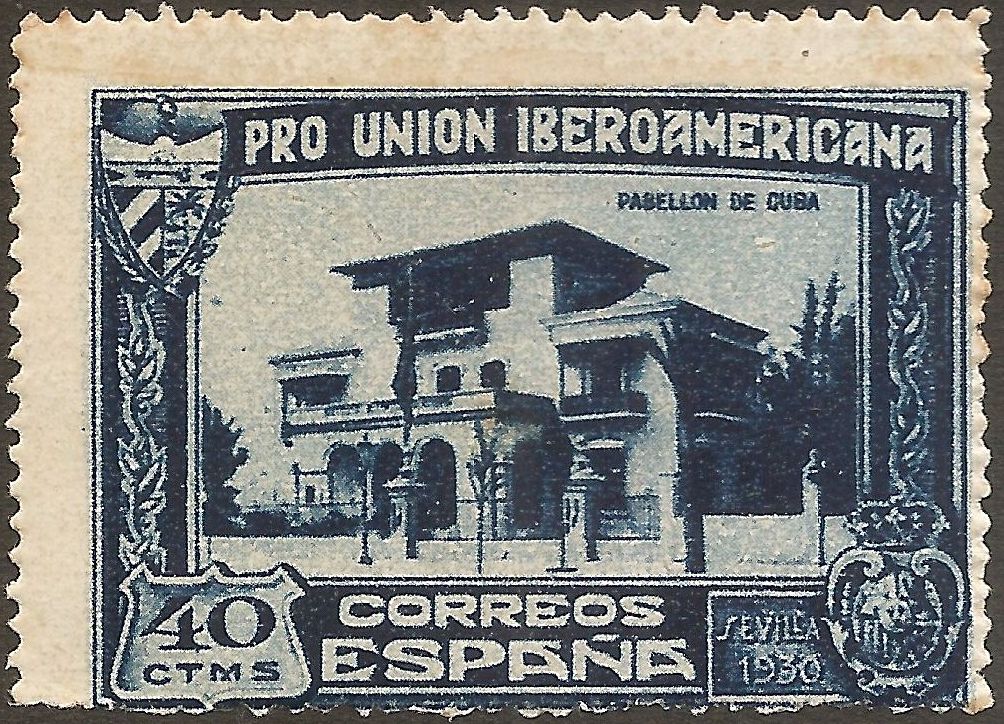 PRO UNION IBEROAMERICANA
PABELLON DE CUBA
40
CTMS
CORREOS
ESPAÑA
SEVILLA
1930